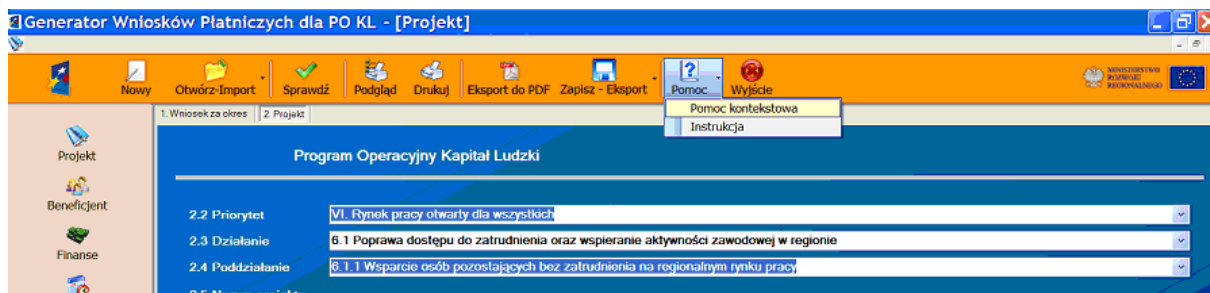 Generator Wniosków Płatniczych dla PO KL - [Projekt]
Nowy Otwórz-Import Sprawdź Podgląd Drukuj Eksport do PDF Zapisz - Eksport Pomoc Wyjście
MINISTERSTWO
ROZWOJU
REGIONALNEGO
Pomoc kontekstowa
Instrukcja
1. Wniosek za okres 2. Projekt
Projekt
Beneficjent
Finanse
Program Operacyjny Kapitał Ludzki
2.2 Priorytet VI. Rynek pracy otwarty dla wszystkich
2.3 Działanie 6.1 Poprawa dostępu do zatrudnienia oraz wspieranie aktywności zawodowej w regionie
2.4 Poddziałanie 6.1.1 Wsparcie osób pozostających bez zatrudnienia na regionalnym rynku pracy